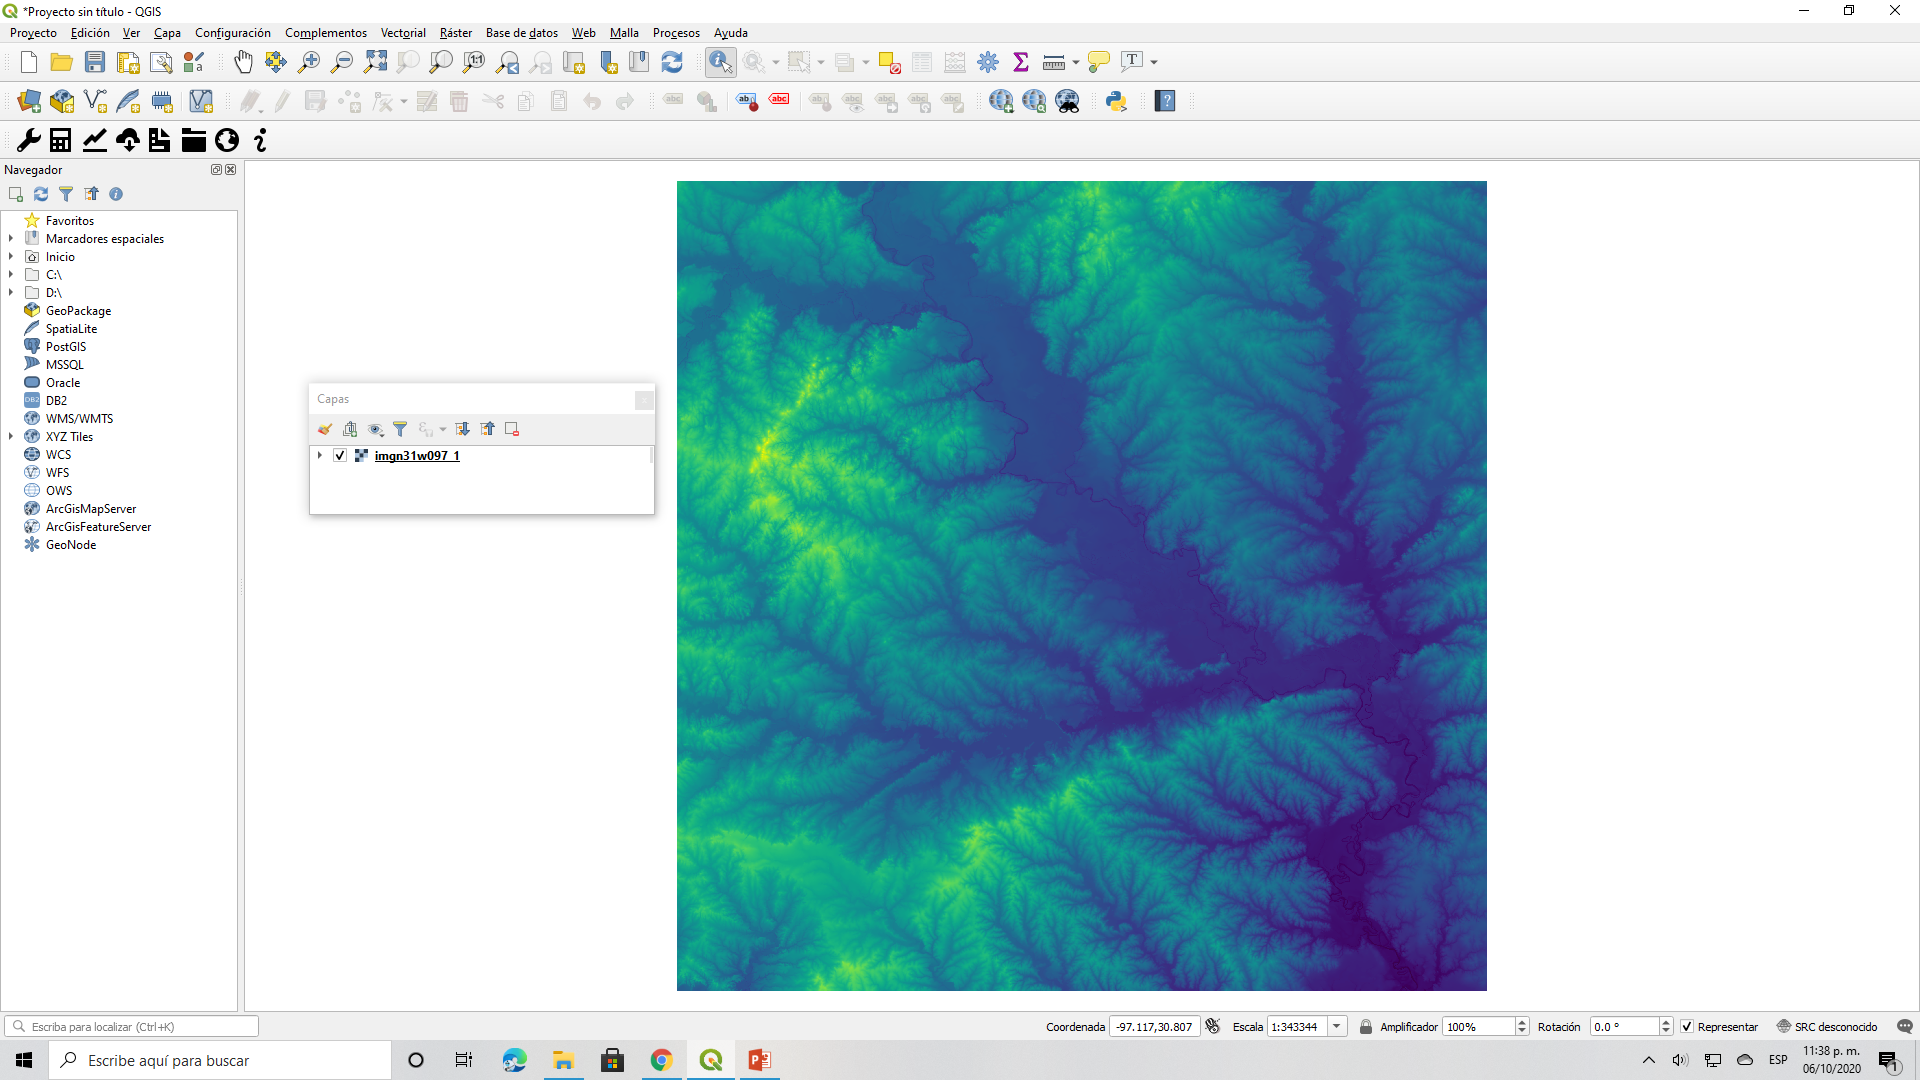 *Proyecto sin título - QGIS
Proyecto Edición Ver Capa Configuración Complementos Vectorial Ráster Base de datos Web Malla Procesos Ayuda
Navegador
Favoritos
Marcadores espaciales
Inicio
C:\
D:\
GeoPackage
SpatiaLite
PostGIS
MSSQL
Oracle
DB2
WMS/WMTS
XYZ Tiles
WCS
WFS
OWS
ArcGisMapServer
ArcGisFeatureServer
GeoNode
Capas
imgn31w097_1
Escriba para localizar (Ctrl+K)
Coordenada -97.117,30.807 Escala 1:343344 Amplificador 100% Rotación 0.0 ° Representar SRC desconocido
Escribe aquí para buscar
ESP
11:38 p. m.
06/10/2020
1